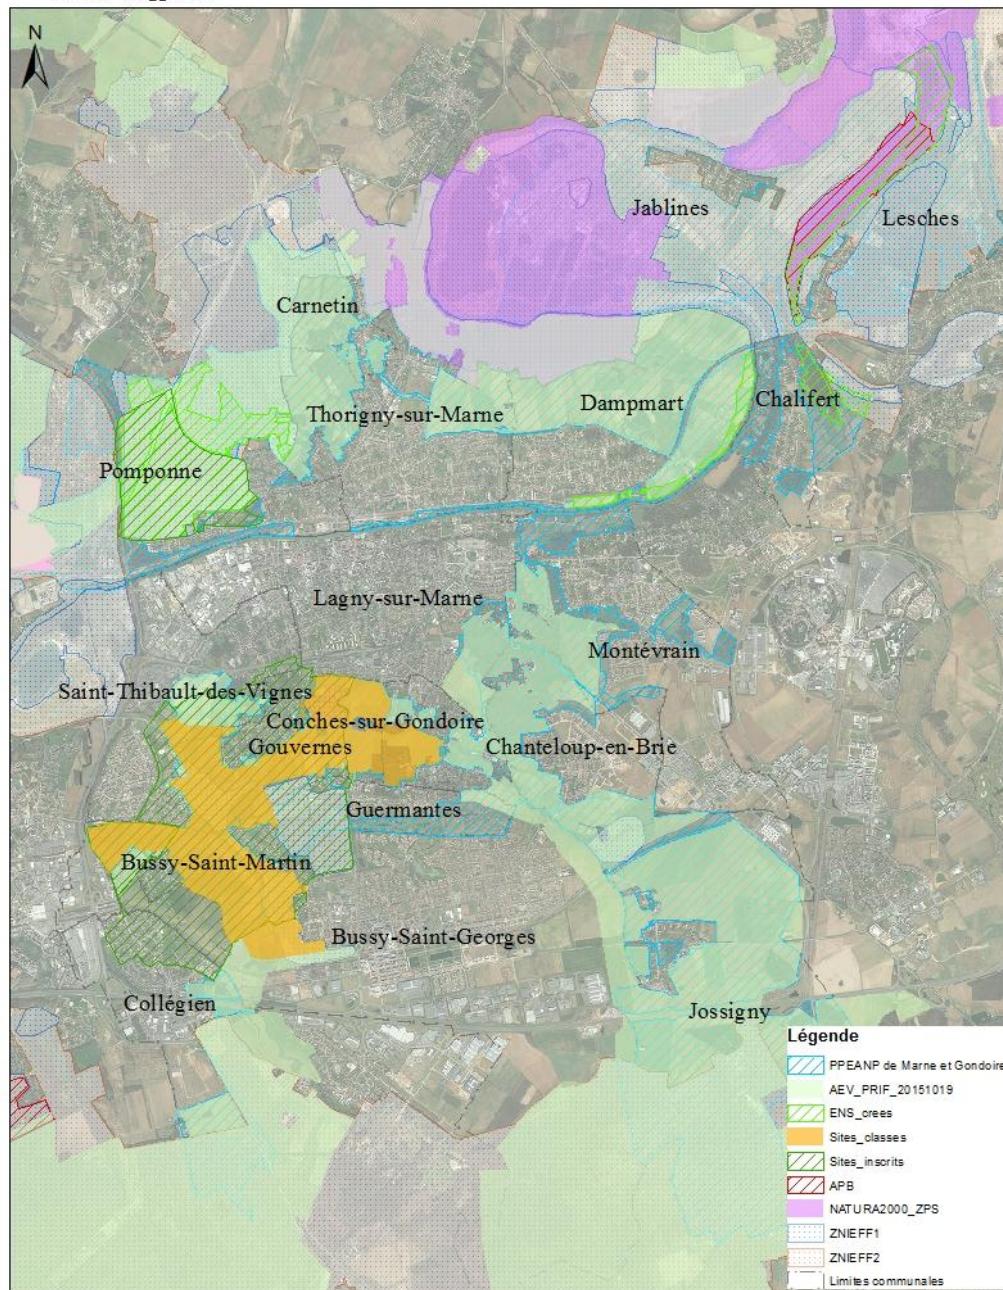 N
Jablines
Lesches
Carnetin
Thorigny-sur-Marne
Dampmart
Chalifert
Pomponne
Lagny-sur-Marne
Montévrain
Saint-Thibault-des-Vignes
Conches-sur-Gondoire
Gouvernes
Chanteloup-en-Brie
Guermantes
Bussy-Saint-Martin
Bussy-Saint-Georges
Collégien
Jossigny
Légende
PPEANP de Marne et Gondoire
AEV_PRIF_20151019
ENS_crees
Sites_classes
Sites_inscrits
APB
NATURA2000_ZPS
ZNIEFF1
ZNIEFF2
Limites communales